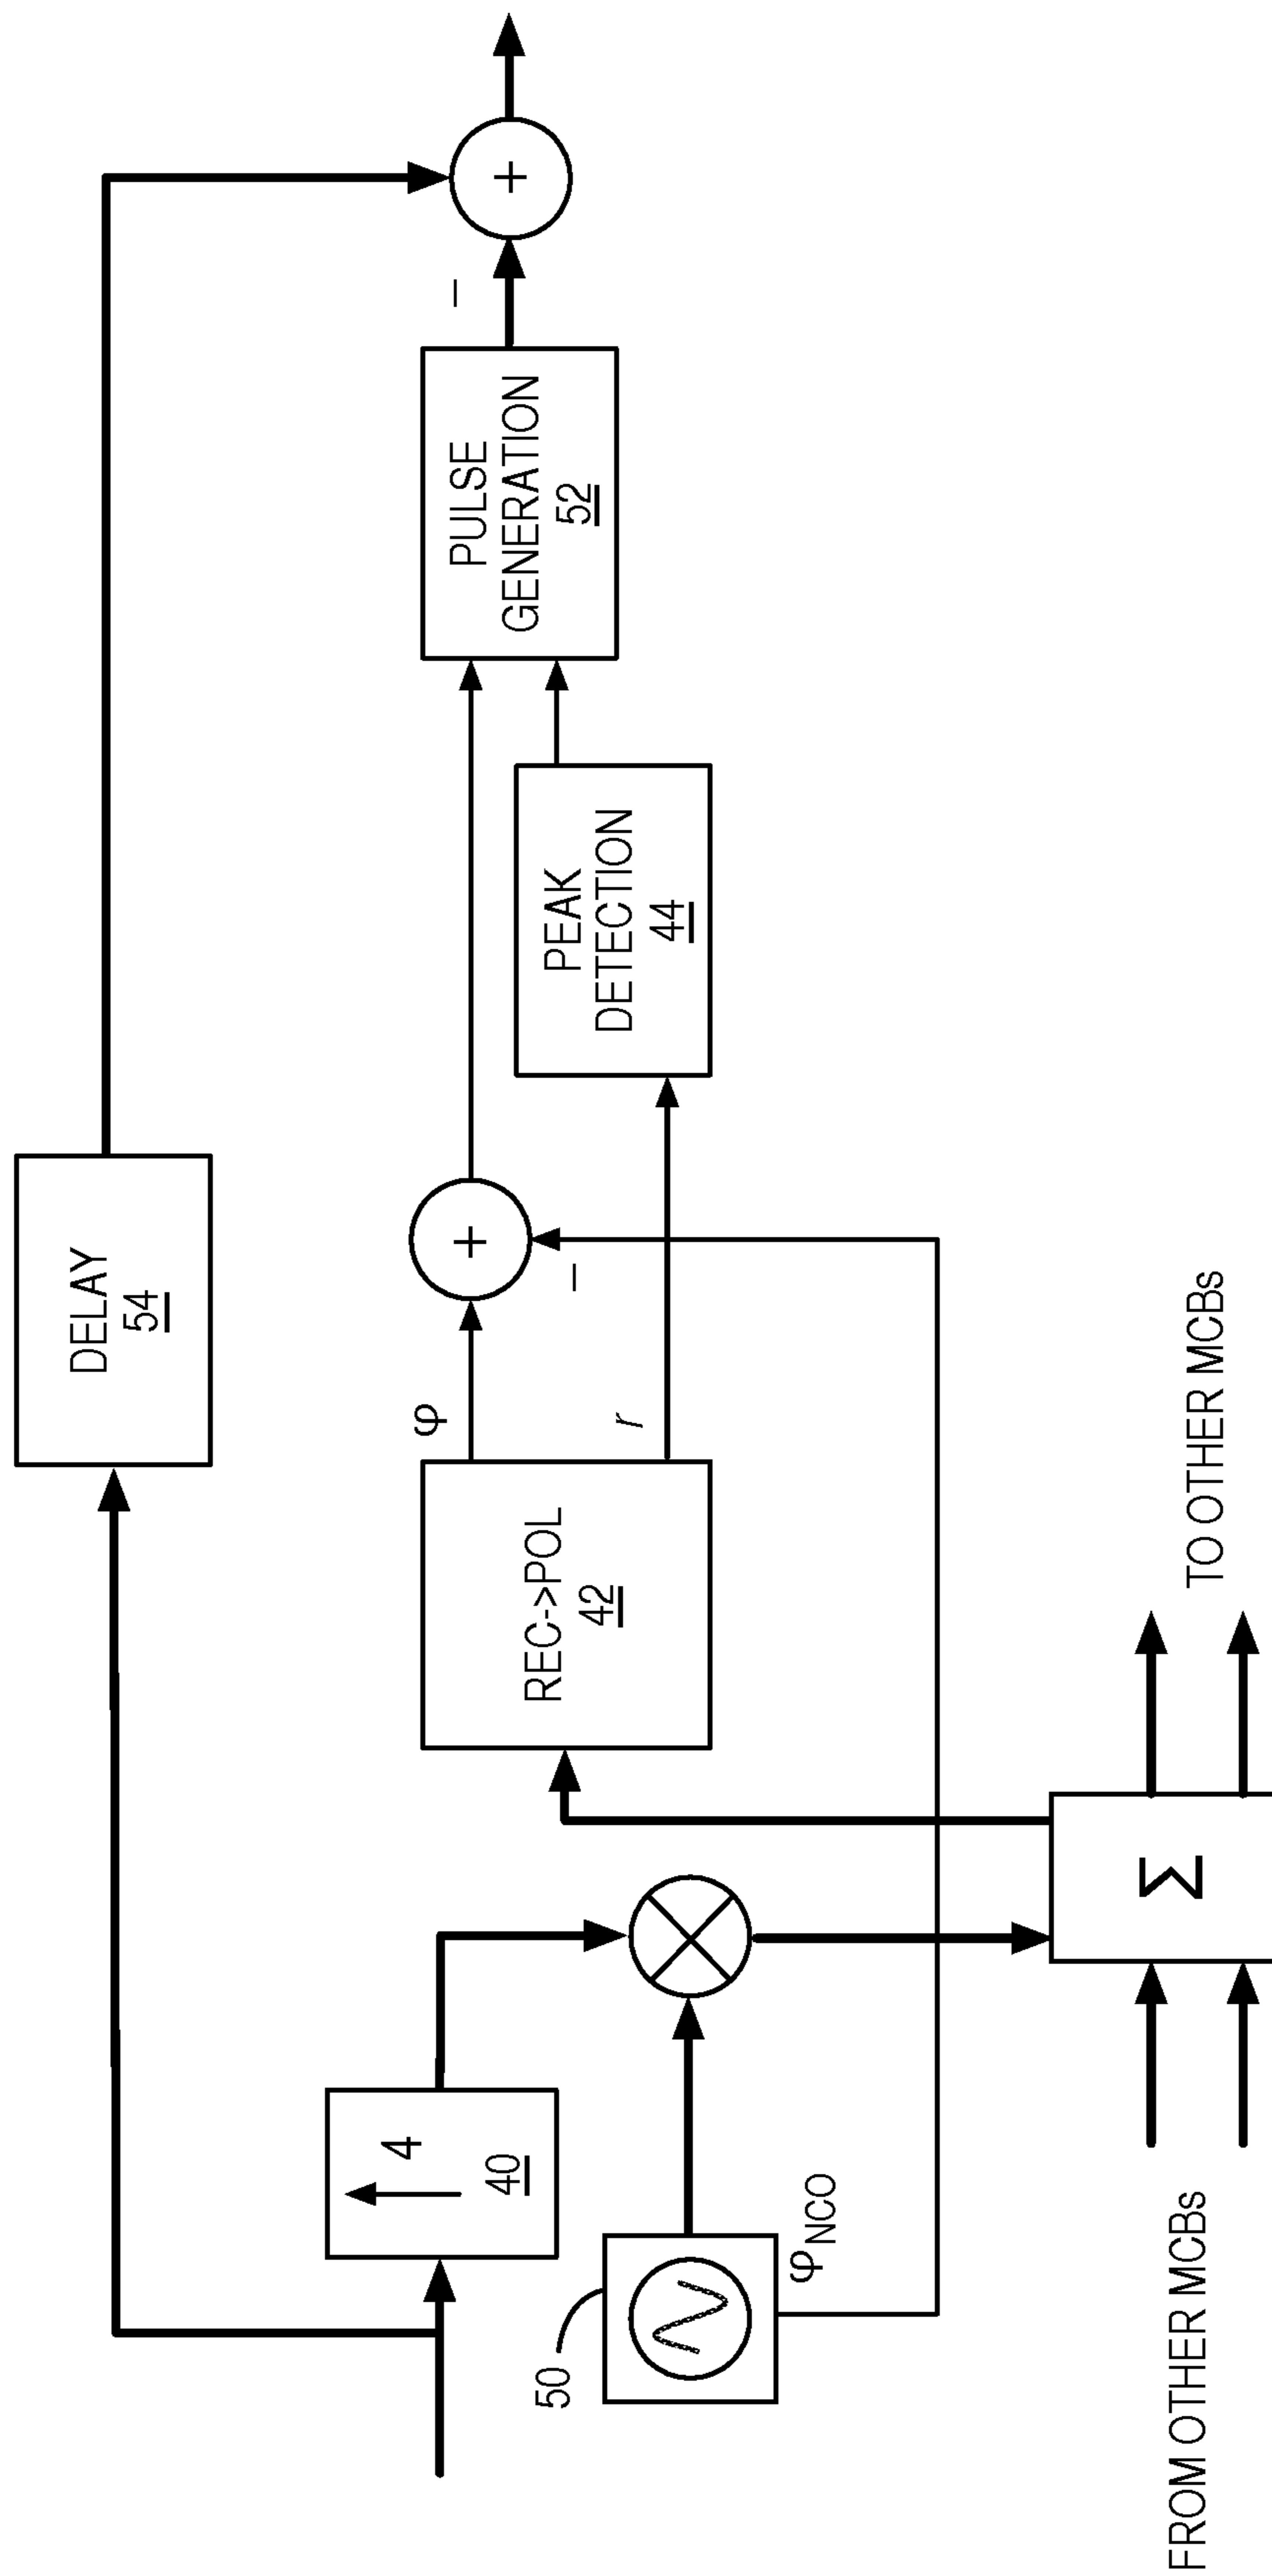 DELAY
54
4
40
50
φNCO
REC->POL
42
φ
r
+
−
PEAK
DETECTION
44
PULSE
GENERATION
52
−
+
Σ
FROM OTHER MCBs
TO OTHER MCBs